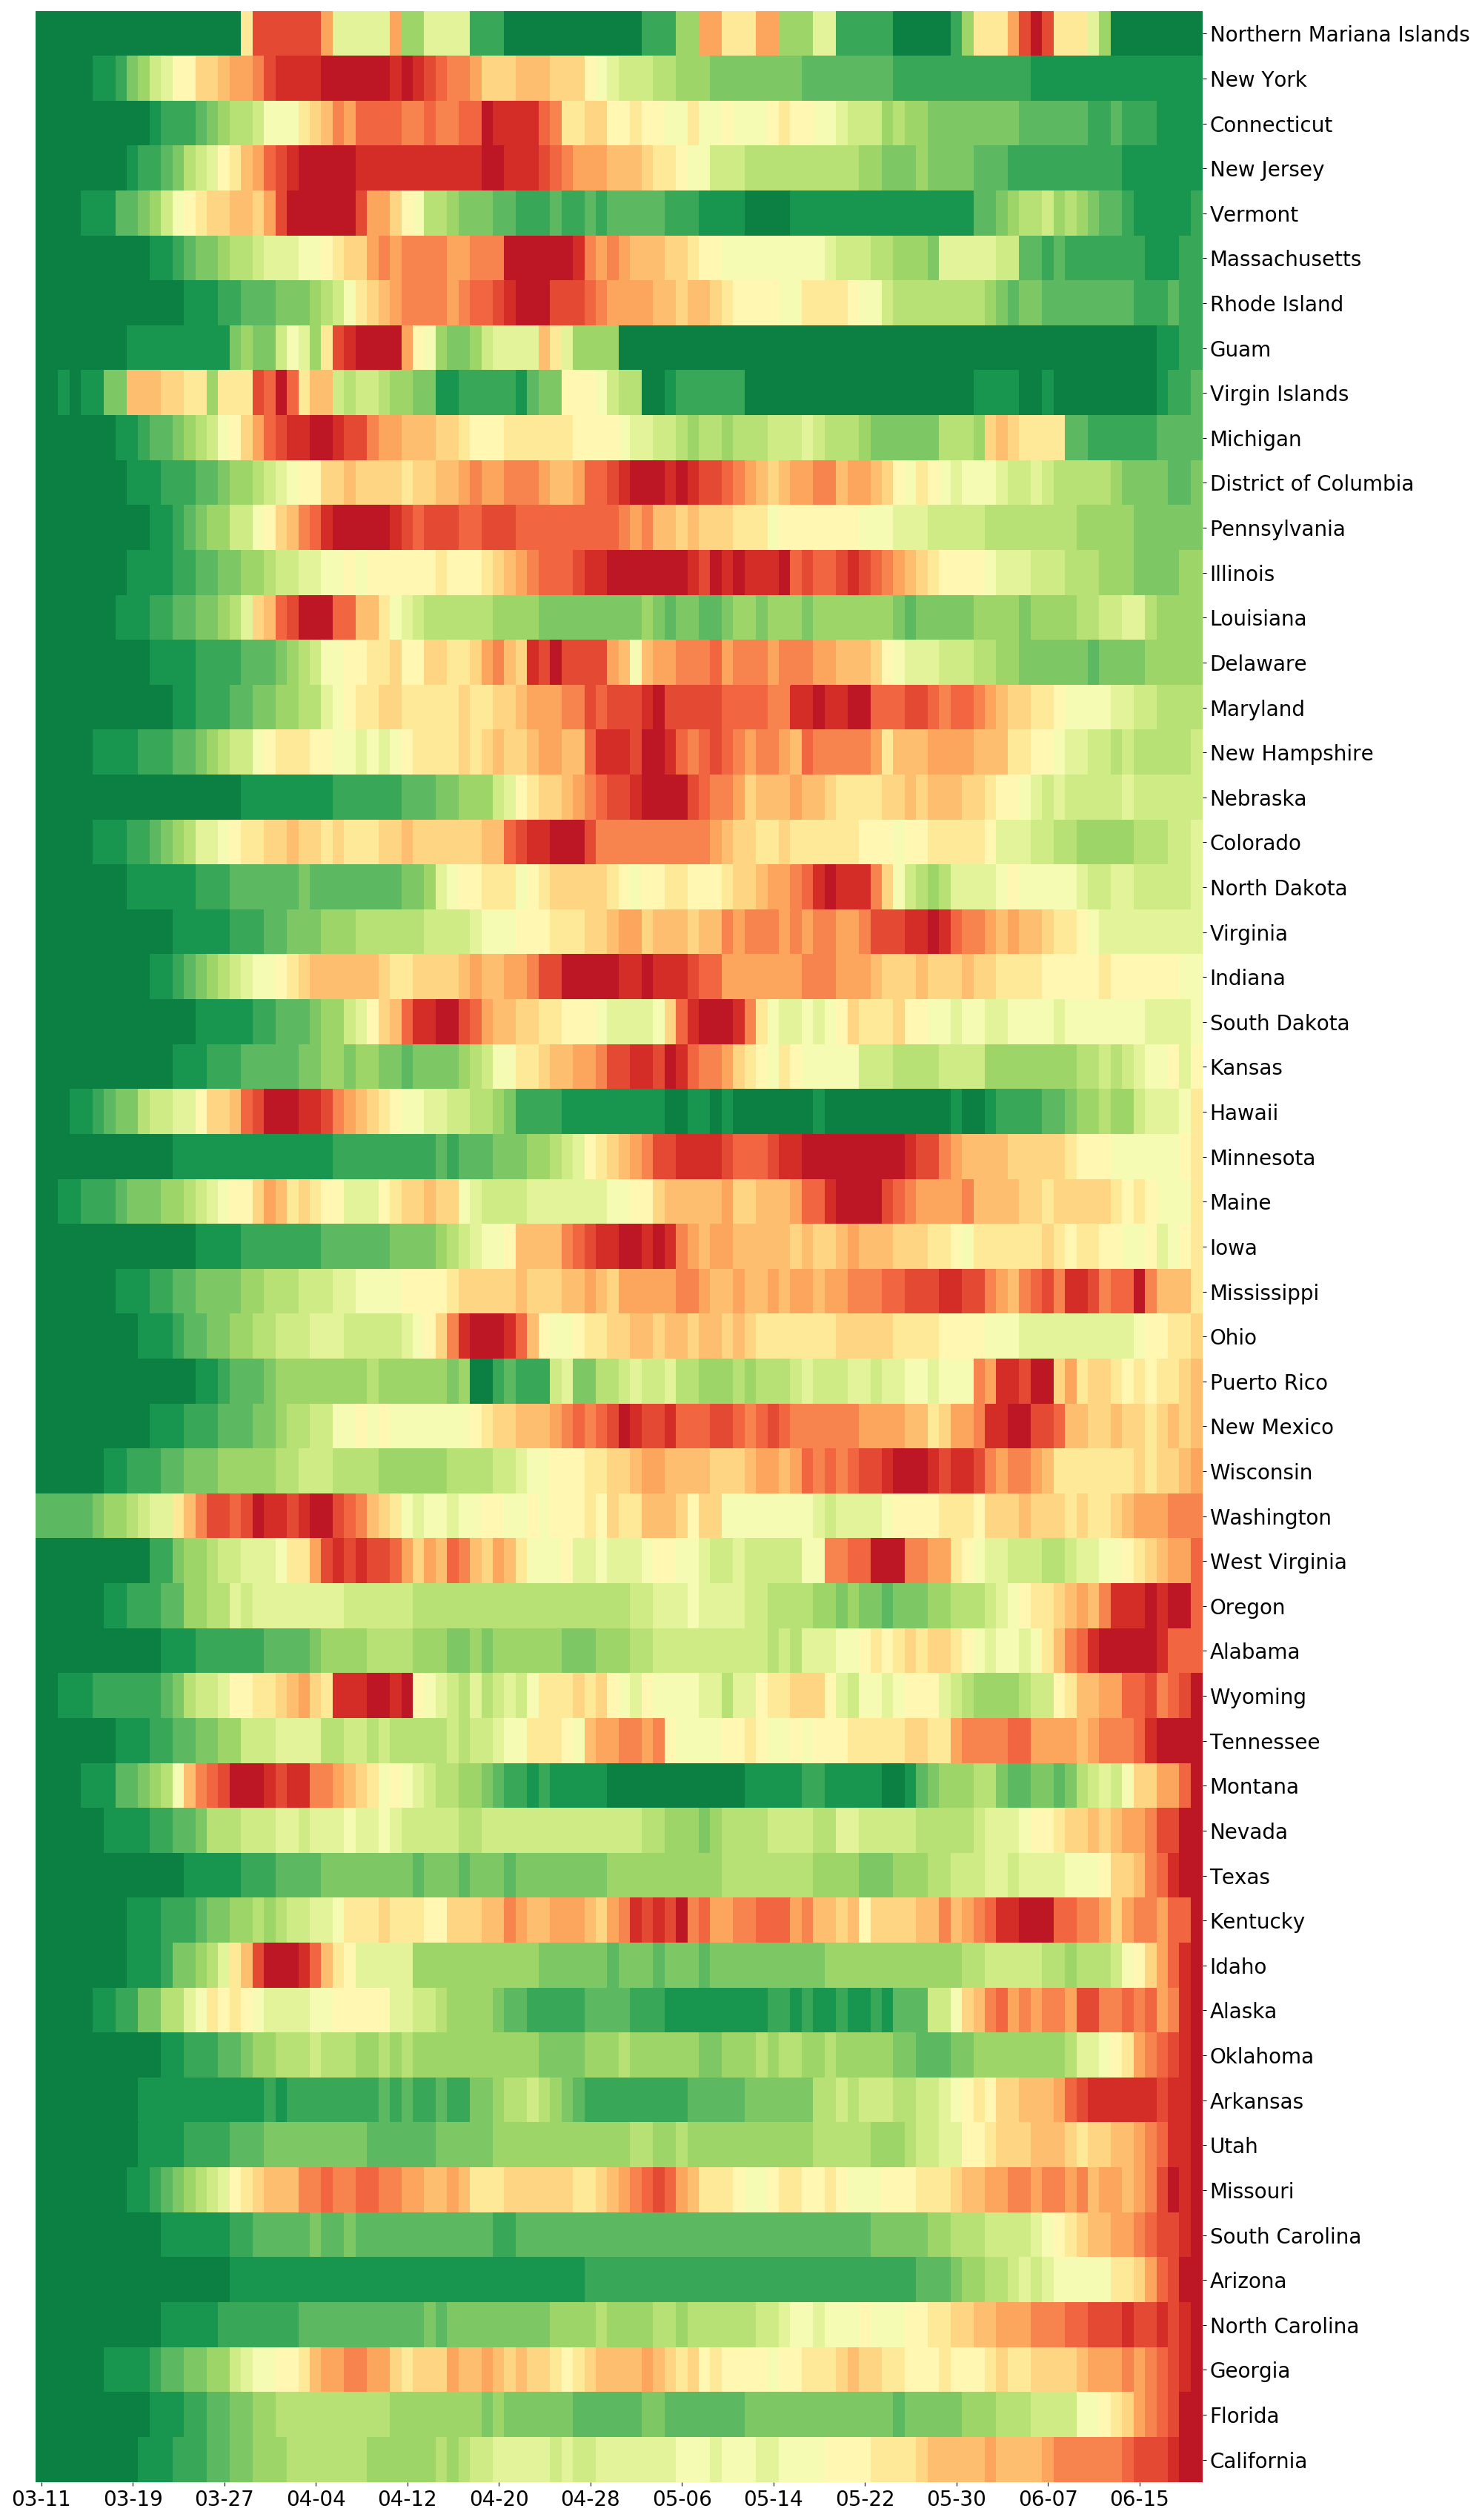 Northern Mariana Islands
New York
Connecticut
New Jersey
Vermont
Massachusetts
Rhode Island
Guam
Virgin Islands
Michigan
District of Columbia
Pennsylvania
Illinois
Louisiana
Delaware
Maryland
New Hampshire
Nebraska
Colorado
North Dakota
Virginia
Indiana
South Dakota
Kansas
Hawaii
Minnesota
Maine
Iowa
Mississippi
Ohio
Puerto Rico
New Mexico
Wisconsin
Washington
West Virginia
Oregon
Alabama
Wyoming
Tennessee
Montana
Nevada
Texas
Kentucky
Idaho
Alaska
Oklahoma
Arkansas
Utah
Missouri
South Carolina
Arizona
North Carolina
Georgia
Florida
California
03-11 03-19 03-27 04-04 04-12 04-20 04-28 05-06 05-14 05-22 05-30 06-07 06-15